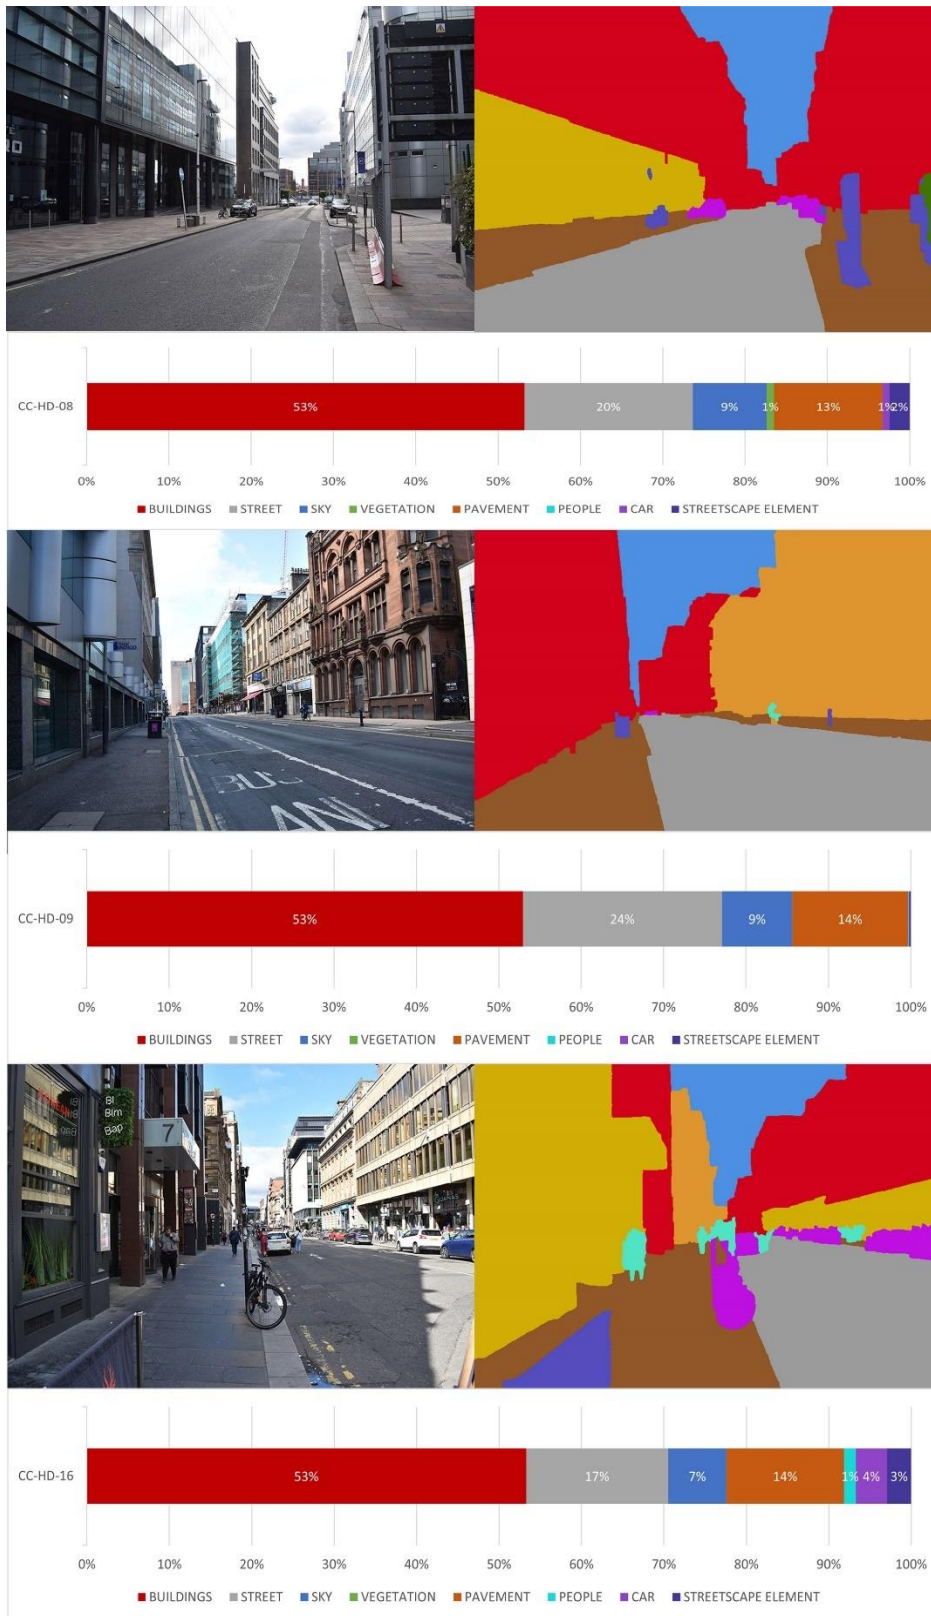 CC-HD-08
53% 20% 9% 1% 13% 1% 2%
0% 10% 20% 30% 40% 50% 60% 70% 80% 90% 100%
BUILDINGS STREET SKY VEGETATION PAVEMENT PEOPLE CAR STREETSCAPE ELEMENT
BUS
LANE
CC-HD-09
53% 24% 9% 14%
0% 10% 20% 30% 40% 50% 60% 70% 80% 90% 100%
BUILDINGS STREET SKY VEGETATION PAVEMENT PEOPLE CAR STREETSCAPE ELEMENT
Bl
Bim
Bap
7
CC-HD-16
53% 17% 7% 14% 1% 4% 3%
0% 10% 20% 30% 40% 50% 60% 70% 80% 90% 100%
BUILDINGS STREET SKY VEGETATION PAVEMENT PEOPLE CAR STREETSCAPE ELEMENT